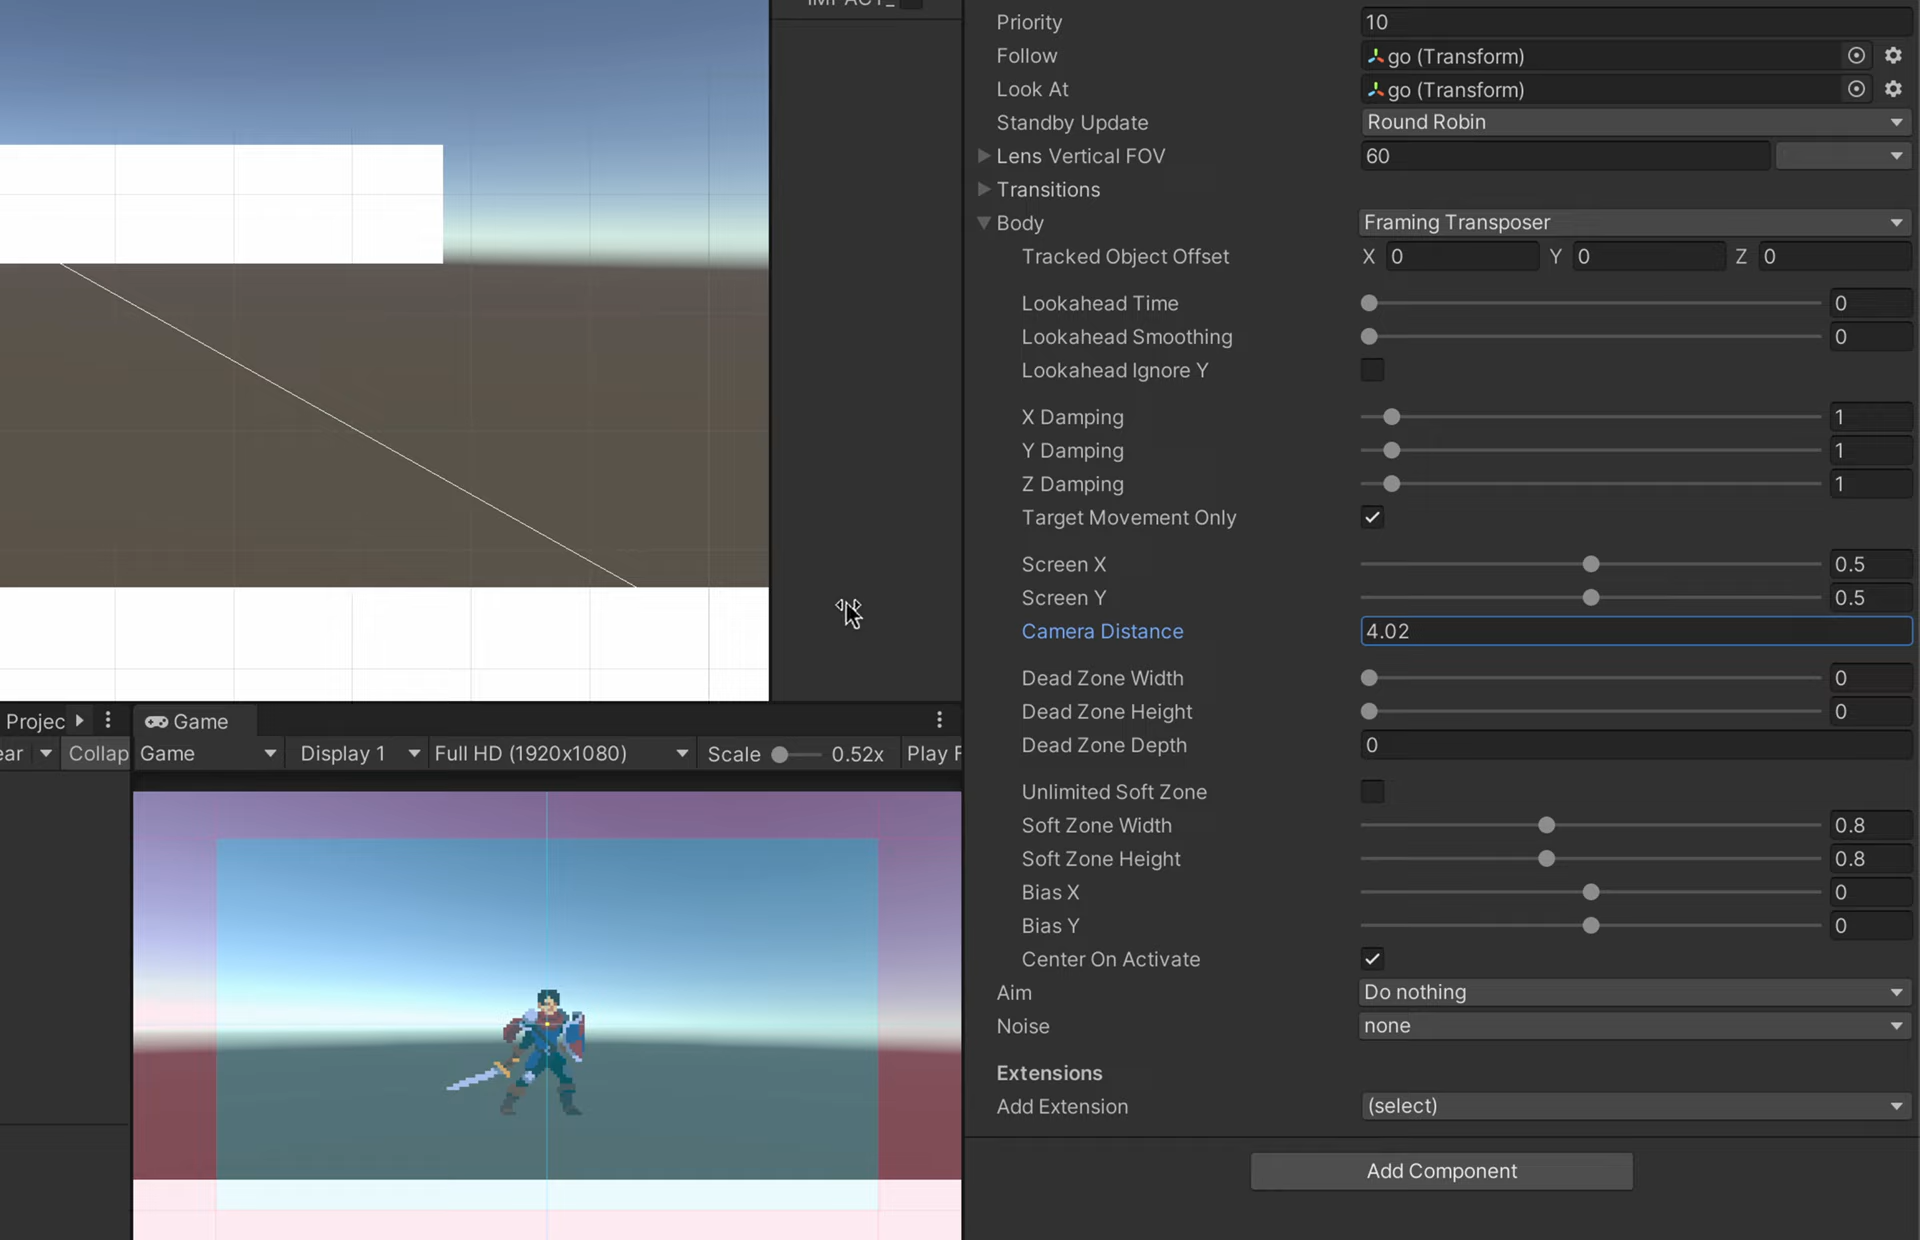 IMPACT_
Priority 10
Follow go (Transform)
Look At go (Transform)
Standby Update Round Robin
Lens Vertical FOV 60
Transitions
Body Framing Transposer
Tracked Object Offset X 0 Y 0 Z 0
Lookahead Time 0
Lookahead Smoothing 0
Lookahead Ignore Y
X Damping 1
Y Damping 1
Z Damping 1
Target Movement Only
Screen X 0.5
Screen Y 0.5
Camera Distance 4.02
Dead Zone Width 0
Dead Zone Height 0
Dead Zone Depth 0
Unlimited Soft Zone
Soft Zone Width 0.8
Soft Zone Height 0.8
Bias X 0
Bias Y 0
Center On Activate
Aim Do nothing
Noise none
Extensions
Add Extension (select)
Add Component
Projec Game
ear Collap Game Display 1 Full HD (1920x1080) Scale 0.52x Play F